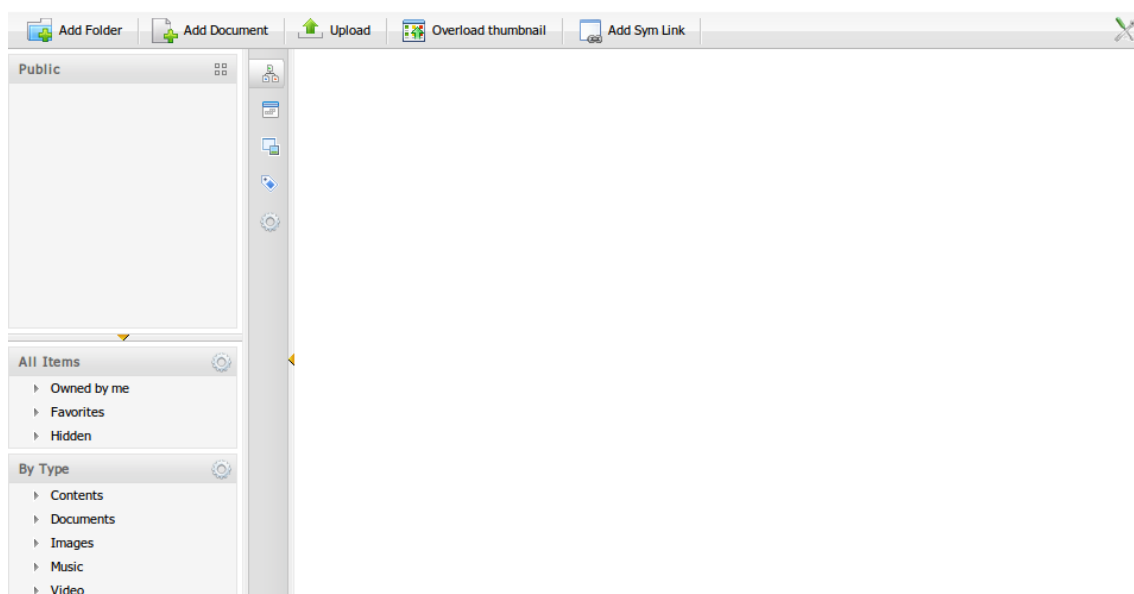 Add Folder Add Document Upload Overload thumbnail Add Sym Link
Public
All Items
Owned by me
Favorites
Hidden
By Type
Contents
Documents
Images
Music
Video